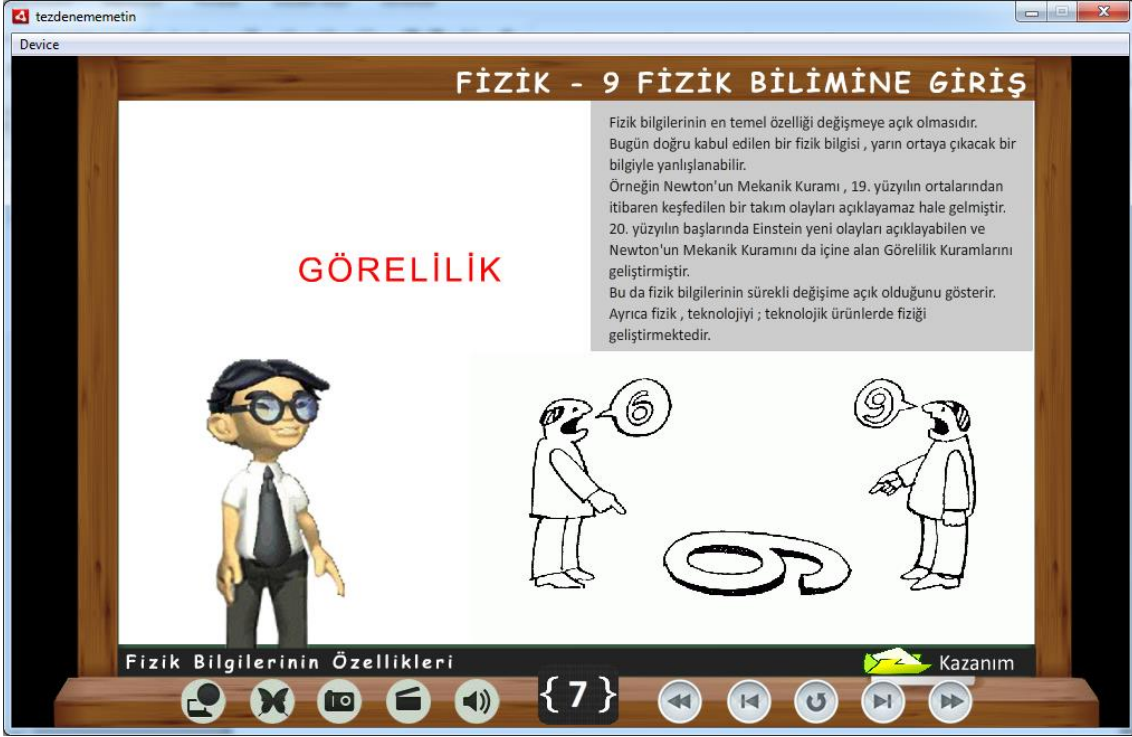 tezdenememetin
Device
FİZİK - 9 FİZİK BİLİMİNE GİRİŞ
Fizik bilgilerinin en temel özelliği değişmeye açık olmasıdır.
Bugün doğru kabul edilen bir fizik bilgisi , yarın ortaya çıkacak bir
bilgiyle yanlışlanabilir.
Örneğin Newton'un Mekanik Kuramı , 19. yüzyılın ortalarından
itibaren keşfedilen bir takım olayları açıklayamaz hale gelmiştir.
20. yüzyılın başlarında Einstein yeni olayları açıklayabilen ve
Newton'un Mekanik Kuramını da içine alan Görelilik Kuramlarını
geliştirmiştir.
Bu da fizik bilgilerinin sürekli değişime açık olduğunu gösterir.
Ayrıca fizik , teknolojiyi ; teknolojik ürünlerde fiziği
geliştirmektedir.
GÖRELİLİK
6
9
Fizik Bilgilerinin Özellikleri
Kazanım
{ 7 }